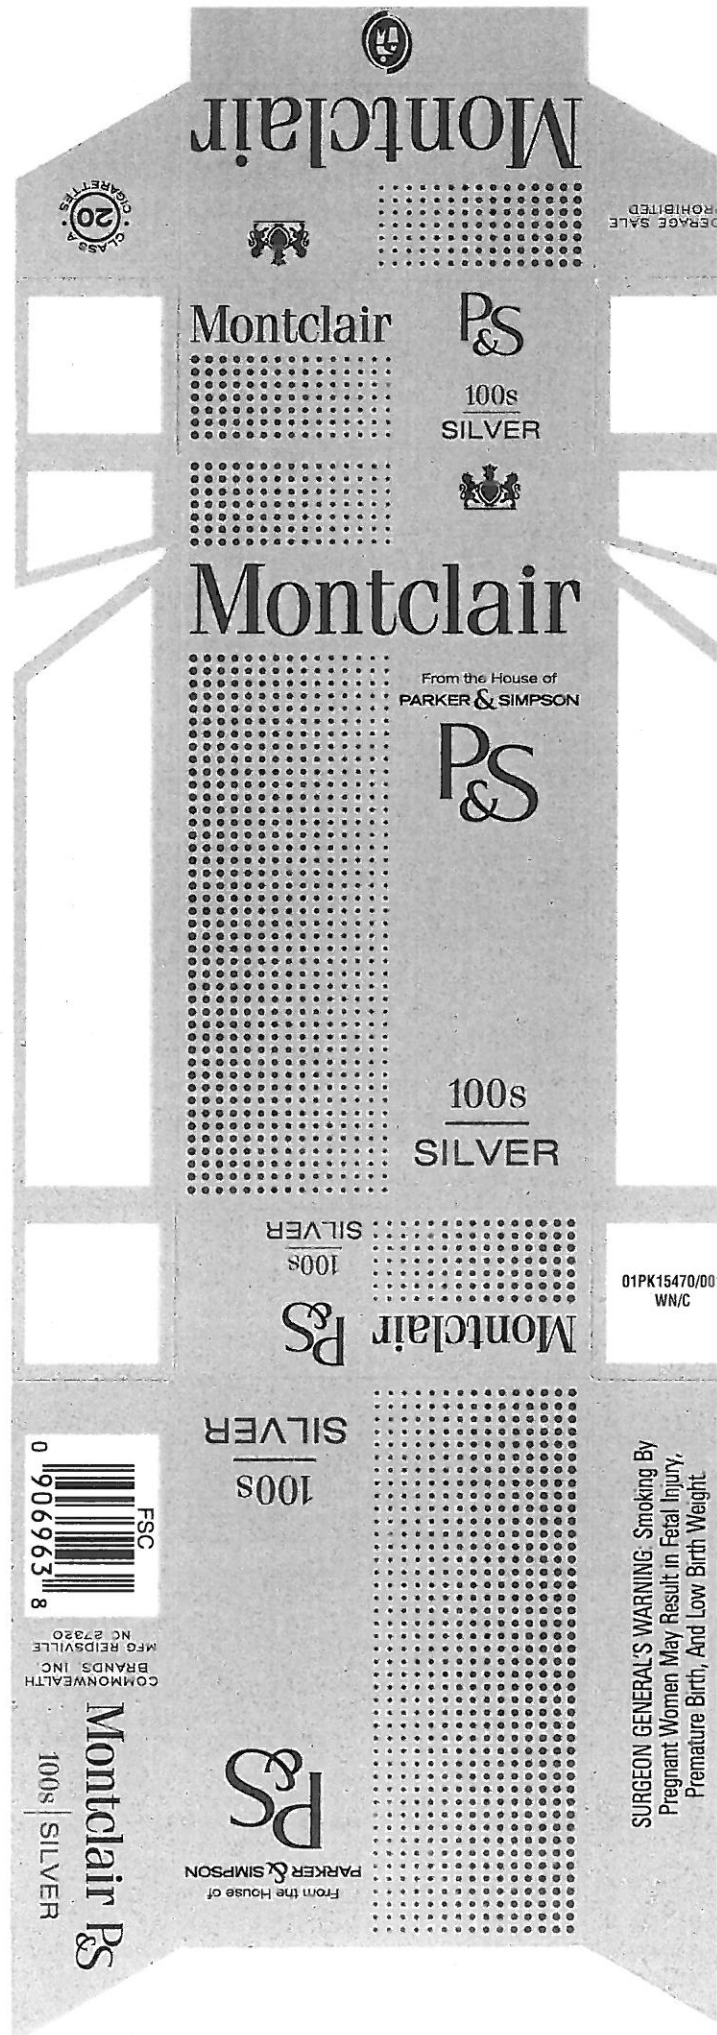 Montclair
CLASS A
20
CIGARETTES
DERAGE SALE
PROHIBITED
Montclair
P&S
100s
SILVER
Montclair
From the House of
PARKER & SIMPSON
P&S
100s
SILVER
SILVER
100s
P&S
Montclair
01PK15470/00
WN/C
SILVER
100s
P&S
PARKER & SIMPSON
From the House of
FSC
0 906963 8
COMMONWEALTH
BRANDS INC.
MFG REIDSVILLE
NC 27320
Montclair P&S
100s | SILVER
SURGEON GENERAL'S WARNING: Smoking By
Pregnant Women May Result in Fetal Injury,
Premature Birth, And Low Birth Weight.